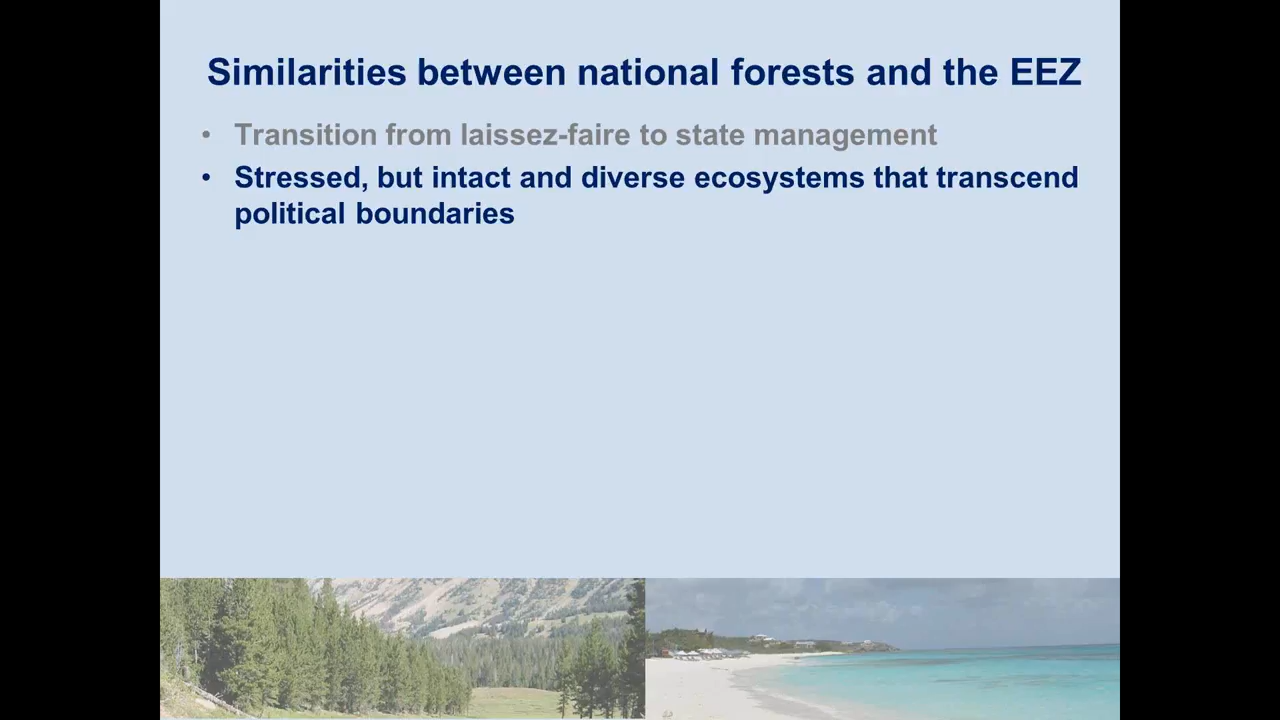 Similarities between national forests and the EEZ
• Transition from laissez-faire to state management
• Stressed, but intact and diverse ecosystems that transcend
political boundaries